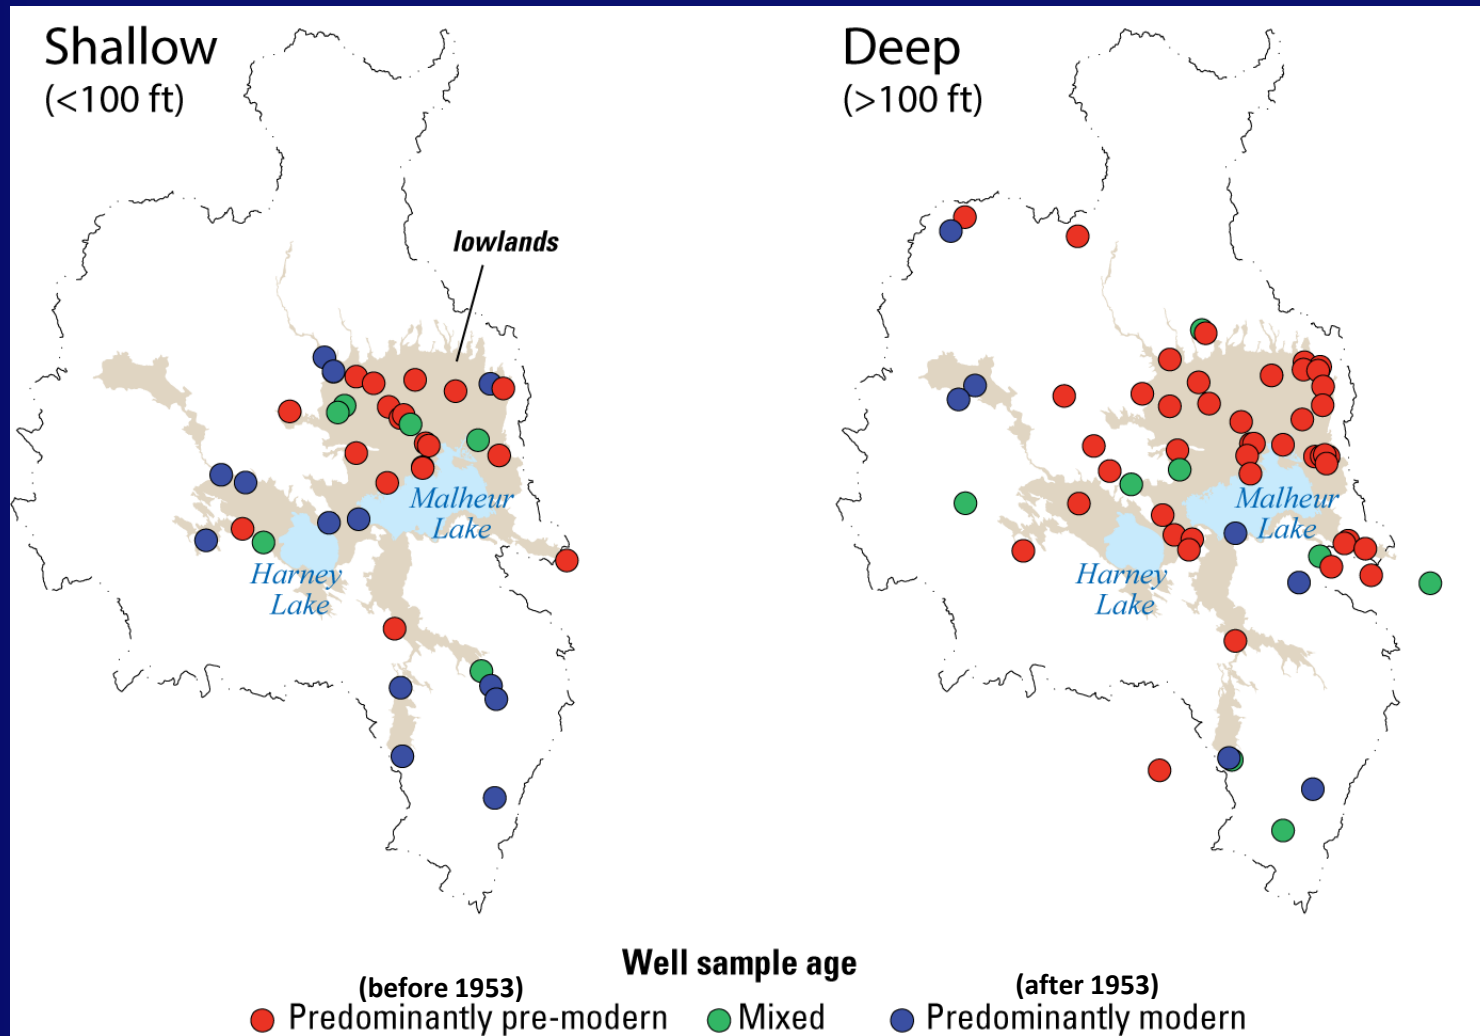 Shallow
(<100 ft)
Deep
(>100 ft)
lowlands
Malheur
Lake
Harney
Lake
Malheur
Lake
Harney
Lake
Well sample age
(before 1953)
(after 1953)
Predominantly pre-modern
Mixed
Predominantly modern